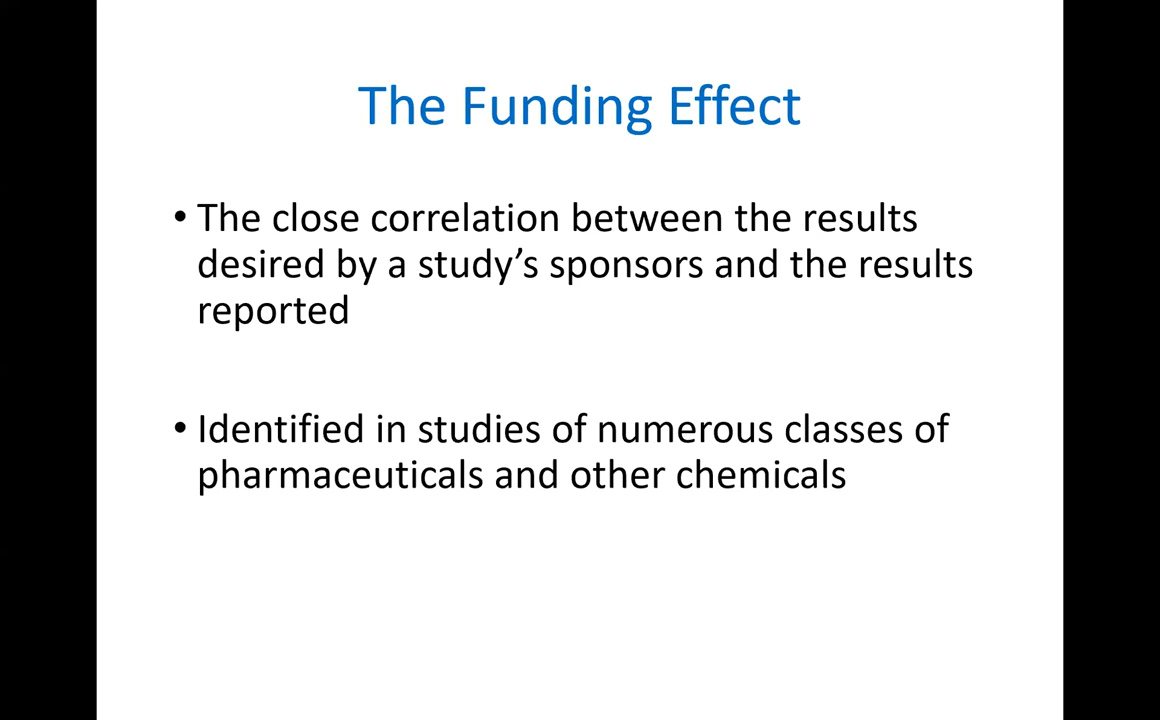 The Funding Effect
• The close correlation between the results
desired by a study’s sponsors and the results
reported
• Identified in studies of numerous classes of
pharmaceuticals and other chemicals